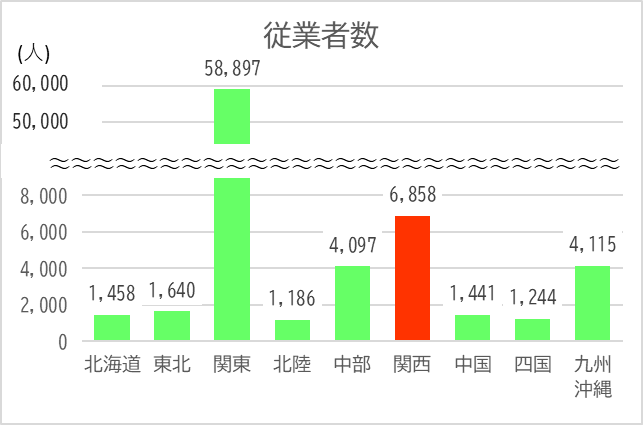 従業者数
(人)
60,000
50,000
8,000
6,000
4,000
2,000
0
1,458
1,640
58,897
1,186
4,097
6,858
1,441
1,244
4,115
北海道
東北
関東
北陸
中部
関西
中国
四国
九州
沖縄